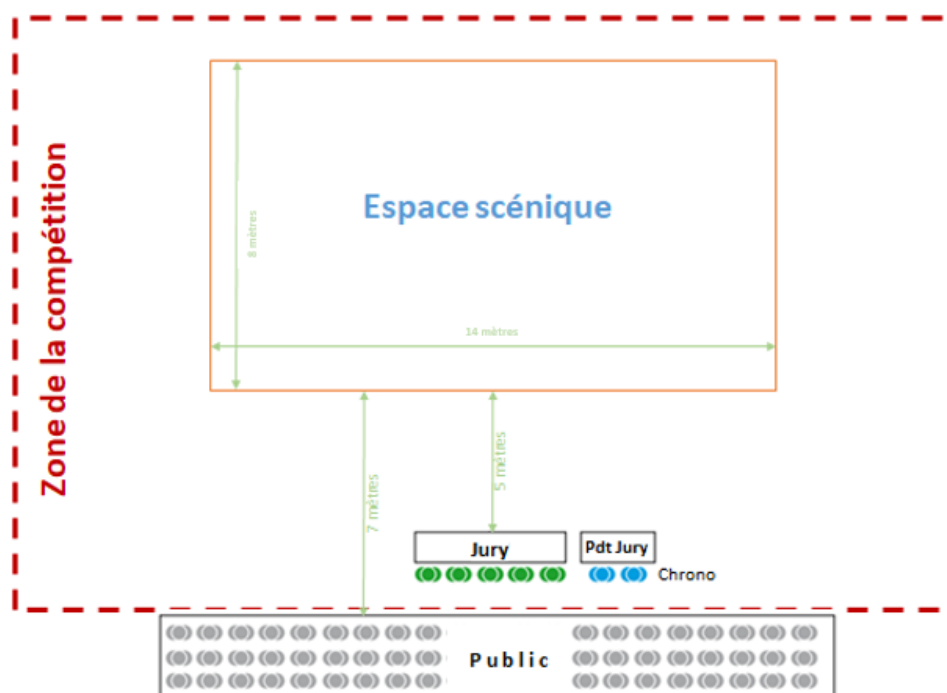 Zone de la compétition
Espace scénique
8 mètres
14 mètres
7 mètres
5 mètres
Jury
Pdt Jury
Chrono
Public